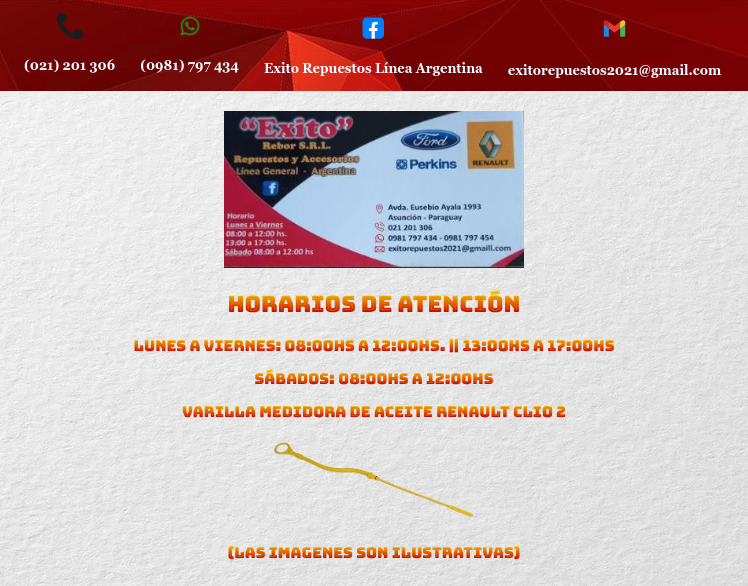 (021) 201 306
(0981) 797 434
Exito Repuestos Línea Argentina
exitorepuestos2021@gmail.com
"Exito"
Rebor S.R.L.
Repuestos y Accesorios
Línea General - Argentina
Ford
Perkins
RENAULT
Horario
Lunes a Viernes
08:00 a 12:00 hs.
13:00 a 17:00 hs.
Sábado 08:00 a 12:00 hs
Avda. Eusebio Ayala 1993
Asunción - Paraguay
021 201 306
0981 797 434 - 0981 797 454
exitorepuestos2021@gmaill.com
HORARIOS DE ATENCIÓN
LUNES A VIERNES: 08:00HS A 12:00HS. || 13:00HS A 17:00HS
SÁBADOS: 08:00HS A 12:00HS
VARILLA MEDIDORA DE ACEITE RENAULT CLIO 2
(LAS IMAGENES SON ILUSTRATIVAS)